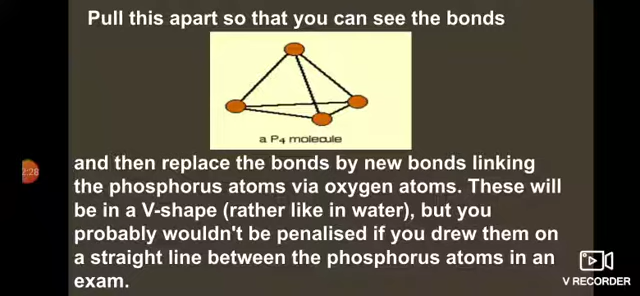 Pull this apart so that you can see the bonds
a P4 molecule
and then replace the bonds by new bonds linking
the phosphorus atoms via oxygen atoms. These will
be in a V-shape (rather like in water), but you
probably wouldn't be penalised if you drew them on
a straight line between the phosphorus atoms in an
exam.
2:28
V RECORDER